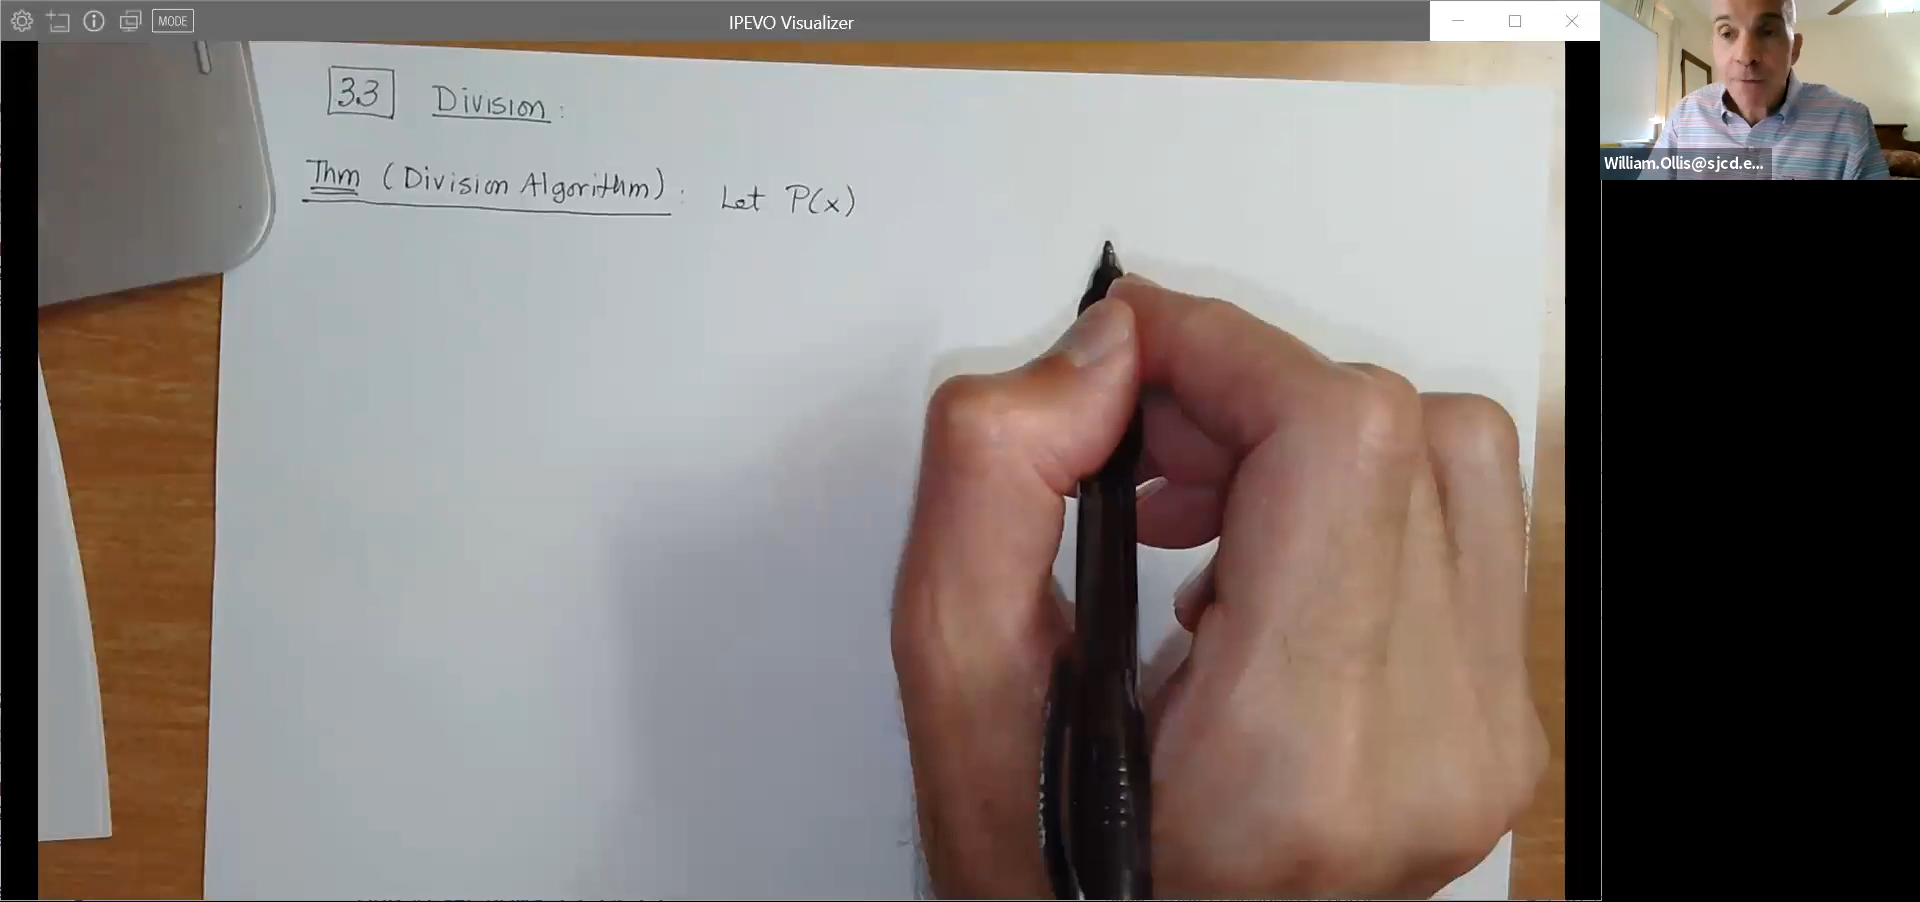 MODE
IPEVO Visualizer
3.3 Division:
Thm (Division Algorithm): Let P(x)
William.Ollis@sjcd.e...